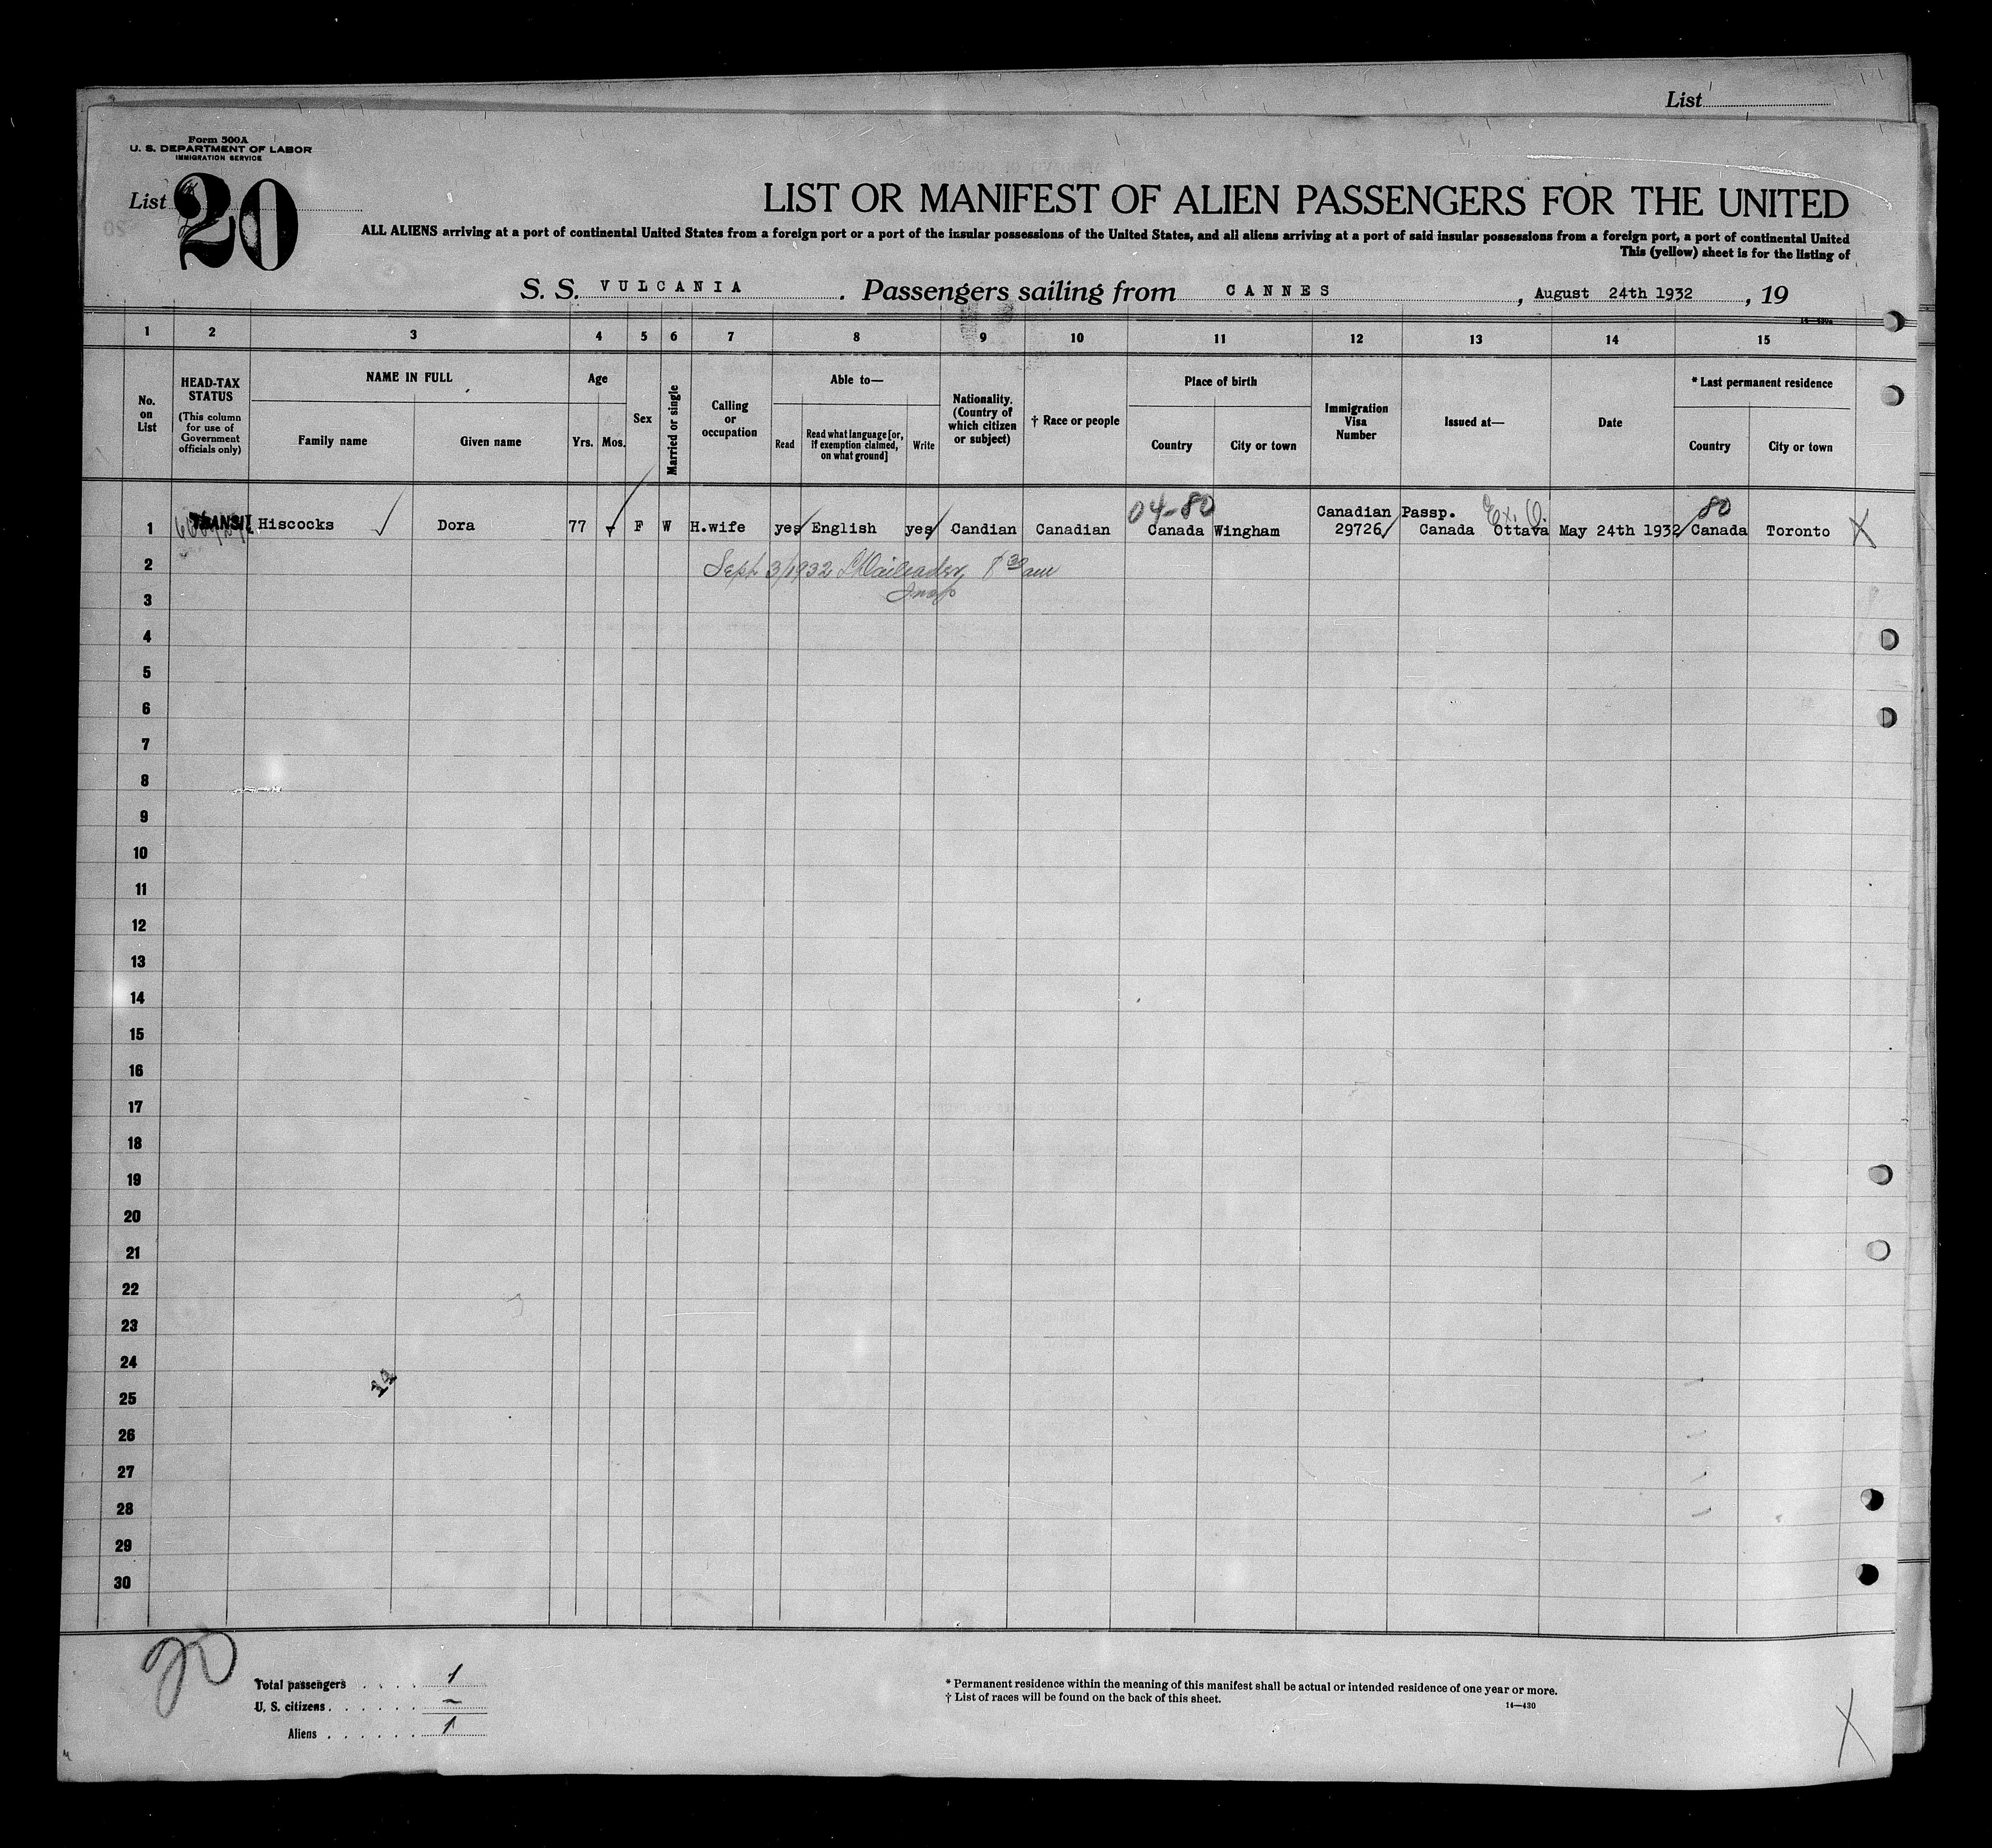 List
Form 500A
U. S. DEPARTMENT OF LABOR
IMMIGRATION SERVICE
List 20
LIST OR MANIFEST OF ALIEN PASSENGERS FOR THE UNITED
ALL ALIENS arriving at a port of continental United States from a foreign port or a port of the insular possessions of the United States, and all aliens arriving at a port of said insular possessions from a foreign port, a port of continental United
This (yellow) sheet is for the listing of
S. S. VULCANIA. Passengers sailing from CANNES, August 24th 1932, 19
1 2 3 4 5 6 7 8 9 10 11 12 13 14 15
No. on List
HEAD-TAX STATUS
(This column for use of Government officials only)
NAME IN FULL
Family name
Given name
Age
Yrs. Mos.
Sex
Married or single
Calling or occupation
Able to—
Read
Read what language [or, if exemption claimed, on what ground]
Write
Nationality. (Country of which citizen or subject)
† Race or people
Place of birth
Country
City or town
Immigration Visa Number
Issued at—
Date
* Last permanent residence
Country
City or town
04-80
80
Canadian Passp.
1 TRANSIT Hiscocks Dora 77 F W H.wife yes English yes Candian Canadian Canada Wingham 29726 Canada Ottawa May 24th 1932 Canada Toronto X
2
Sept 3/1932
Insp
3
4
5
6
7
8
9
10
11
12
13
14
15
16
17
18
19
20
21
22
23
24
14
25
26
27
28
29
30
20
Total passengers . . . . 1
U. S. citizens . . . . . . –
Aliens . . . . . . 1
* Permanent residence within the meaning of this manifest shall be actual or intended residence of one year or more.
† List of races will be found on the back of this sheet.
14—430
X